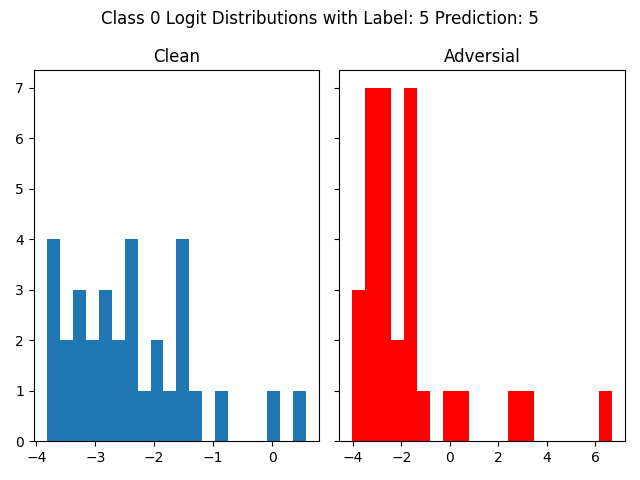 Class 0 Logit Distributions with Label: 5 Prediction: 5
Clean
Adversial
7
6
5
4
3
2
1
0
−4 −3 −2 −1 0
−4 −2 0 2 4 6